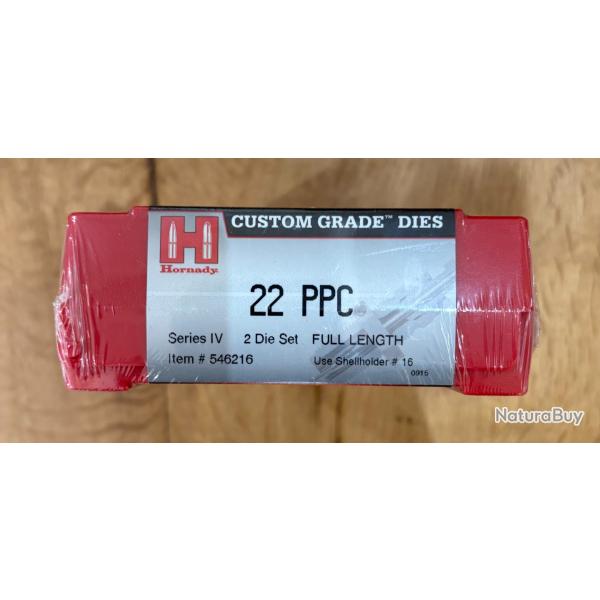 CUSTOM GRADE™ DIES
H
Hornady
22 PPC
Series IV 2 Die Set FULL LENGTH
Item # 546216 Use Shellholder # 16
0915
NaturaBuy